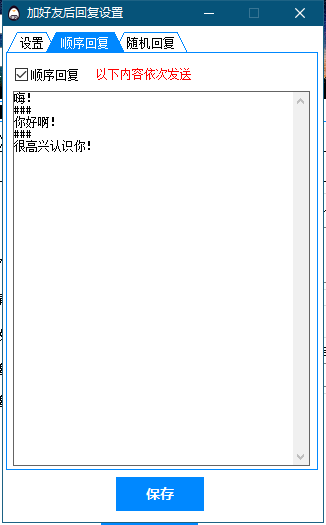 加好友后回复设置
设置 顺序回复 随机回复
顺序回复 以下内容依次发送
嗨!
###
你好啊!
###
很高兴认识你!
保存